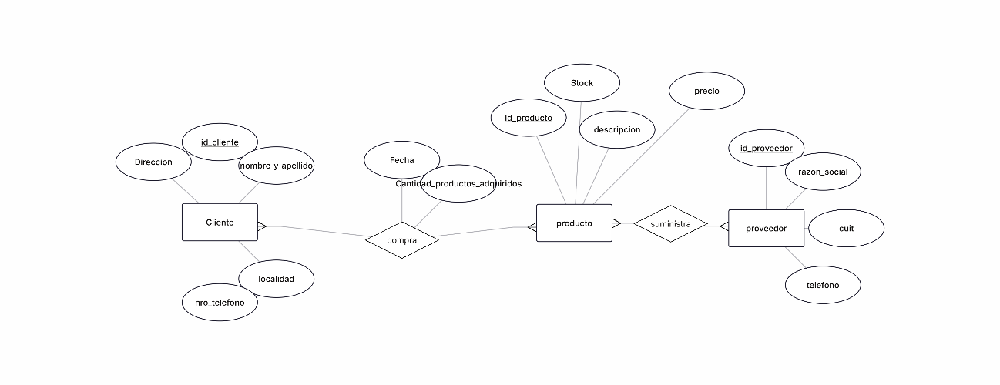 Stock
precio
Id_producto
descripcion
id_cliente
id_proveedor
Direccion
nombre_y_apellido
Fecha
razon_social
Cantidad_productos_adquiridos
Cliente
producto
suministra
proveedor
cuit
compra
localidad
telefono
nro_telefono